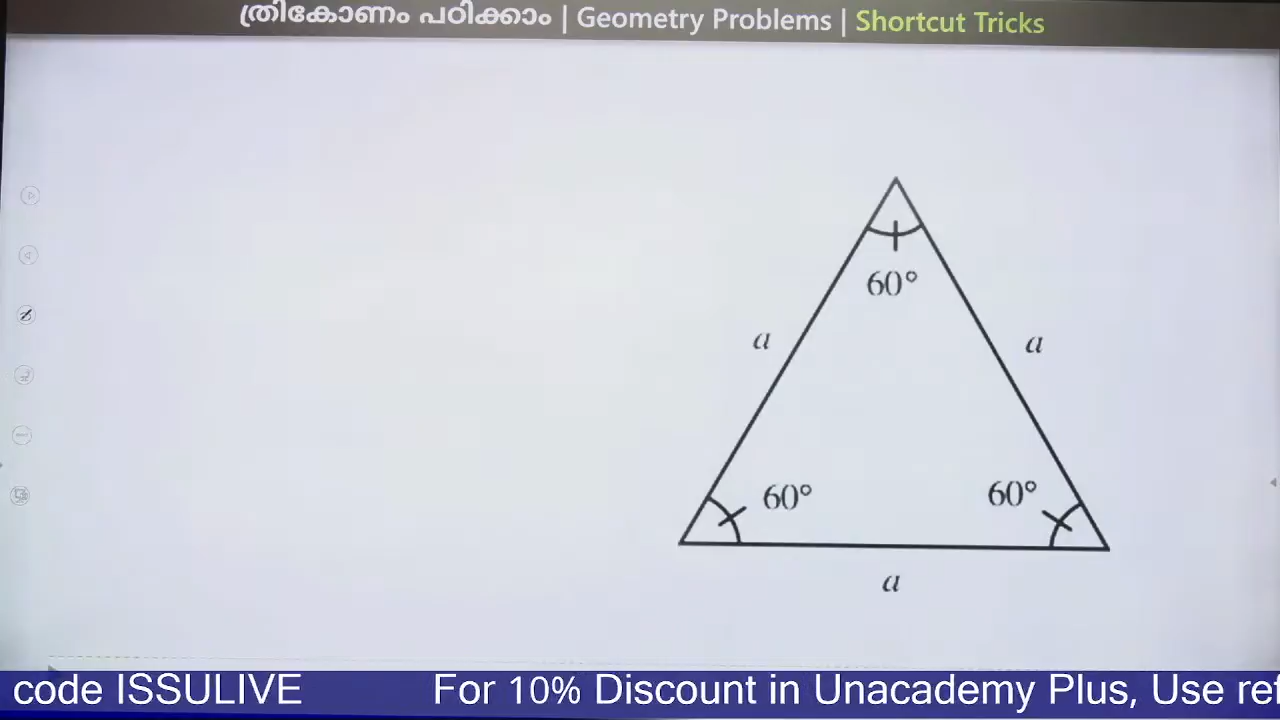 ത്രികോണം പഠിക്കാം | Geometry Problems | Shortcut Tricks
60°
a
a
60°
60°
a
code ISSULIVE For 10% Discount in Unacademy Plus, Use ref